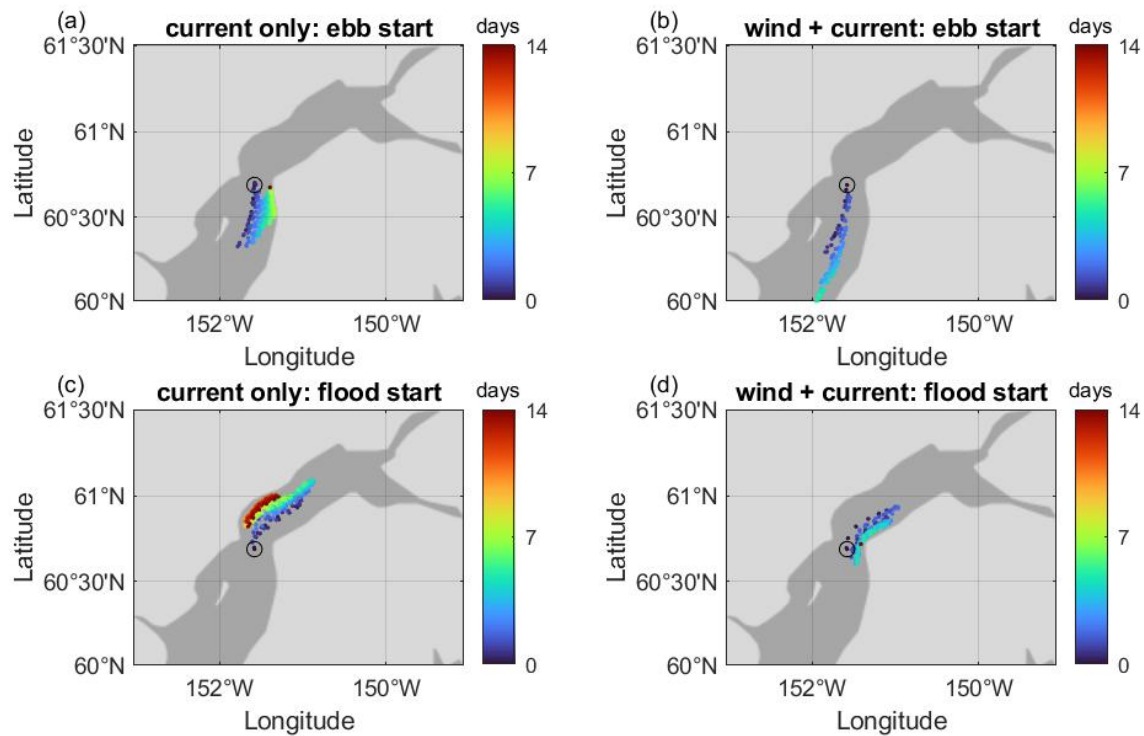 (a)
current only: ebb start
days
61°30'N
61°N
60°30'N
60°N
Latitude
152°W
150°W
Longitude
14
7
0
(b)
wind + current: ebb start
days
61°30'N
61°N
60°30'N
60°N
Latitude
152°W
150°W
Longitude
14
7
0
(c)
current only: flood start
days
61°30'N
61°N
60°30'N
60°N
Latitude
152°W
150°W
Longitude
14
7
0
(d)
wind + current: flood start
days
61°30'N
61°N
60°30'N
60°N
Latitude
152°W
150°W
Longitude
14
7
0